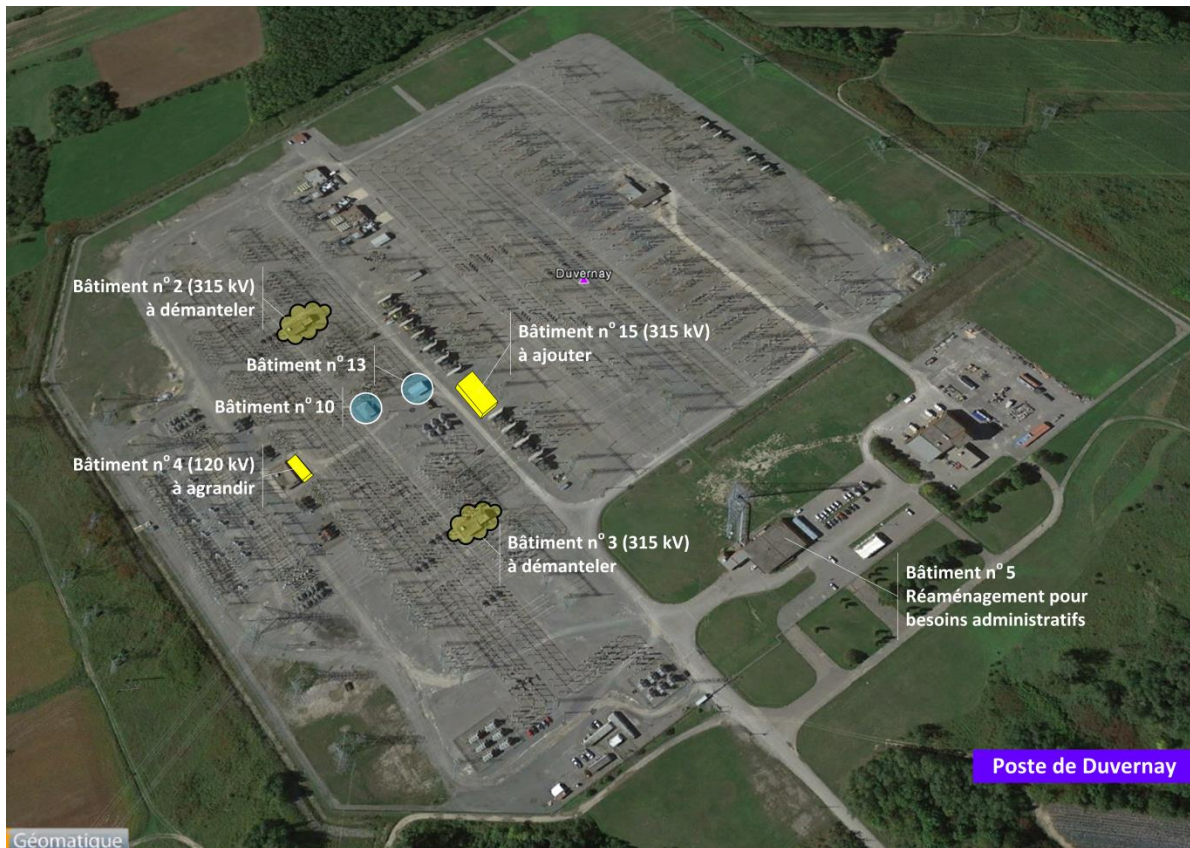 Duvernay
Bâtiment nº 2 (315 kV)
à démanteler
Bâtiment nº 15 (315 kV)
à ajouter
Bâtiment nº 13
Bâtiment nº 10
Bâtiment nº 4 (120 kV)
à agrandir
Bâtiment nº 3 (315 kV)
à démanteler
Bâtiment nº 5
Réaménagement pour
besoins administratifs
Poste de Duvernay
Géomatique